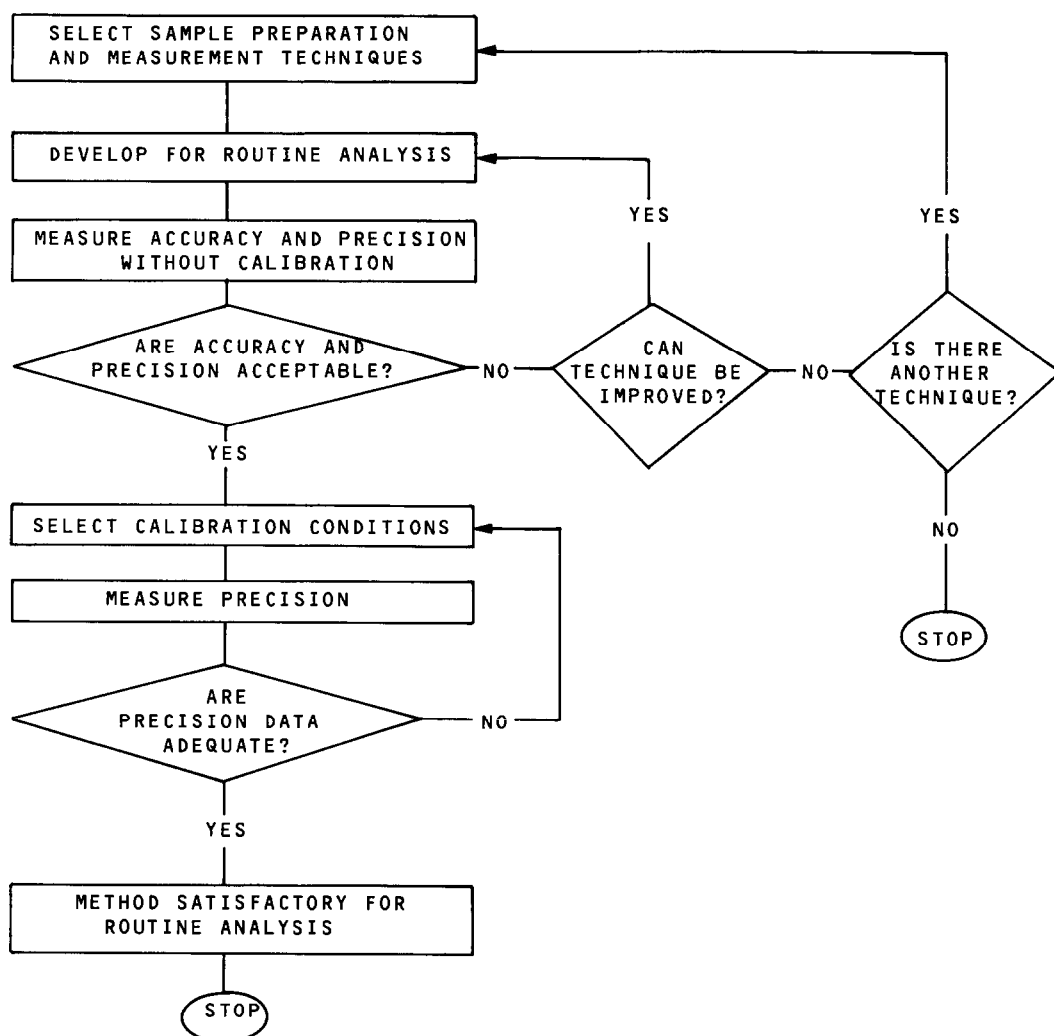 SELECT SAMPLE PREPARATION
AND MEASUREMENT TECHNIQUES
DEVELOP FOR ROUTINE ANALYSIS
YES
YES
MEASURE ACCURACY AND PRECISION
WITHOUT CALIBRATION
ARE ACCURACY AND
PRECISION ACCEPTABLE?
NO
CAN
TECHNIQUE BE
IMPROVED?
NO
IS THERE
ANOTHER
TECHNIQUE?
YES
NO
SELECT CALIBRATION CONDITIONS
MEASURE PRECISION
STOP
ARE
PRECISION DATA
ADEQUATE?
NO
YES
METHOD SATISFACTORY FOR
ROUTINE ANALYSIS
STOP